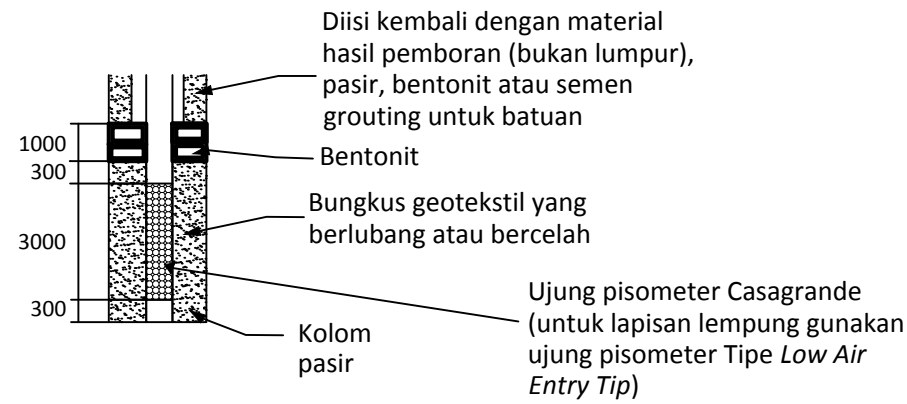 Diisi kembali dengan material
hasil pemboran (bukan lumpur),
pasir, bentonit atau semen
grouting untuk batuan
1000
Bentonit
300
Bungkus geotekstil yang
berlubang atau bercelah
3000
Ujung pisometer Casagrande
(untuk lapisan lempung gunakan
ujung pisometer Tipe Low Air
Entry Tip)
300
Kolom
pasir